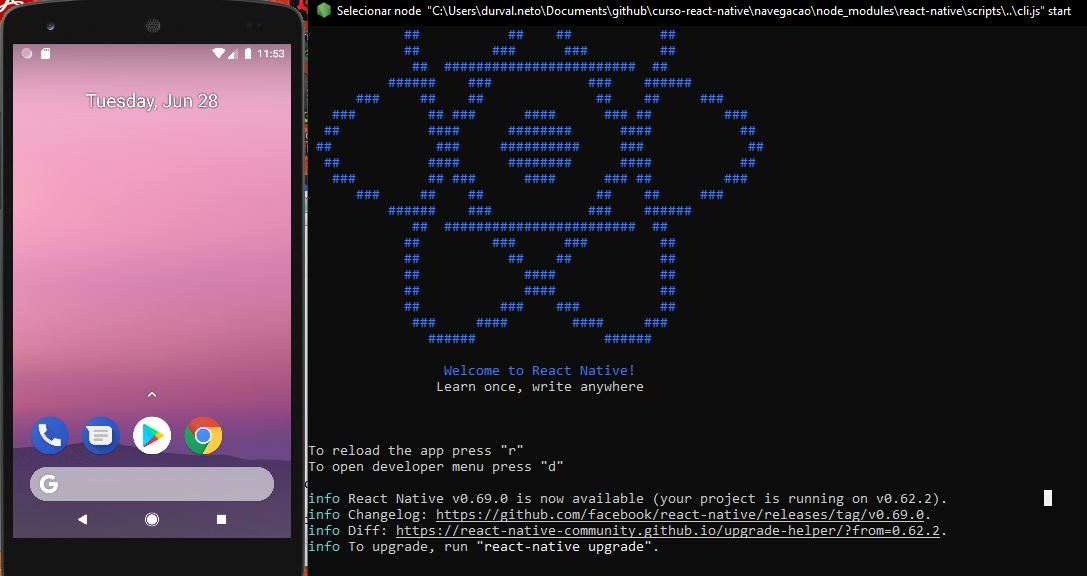 11:53
Tuesday, Jun 28
G
Selecionar node "C:\Users\durval.neto\Documents\github\curso-react-native\navegacao\node_modules\react-native\scripts\..\cli.js" start
## ## ## ##
## ### ### ##
## ######################## ##
###### ### ### ######
### ## ## ## ## ###
### ## ### #### ### ## ###
## #### ######## #### ##
## ### ########## ### ##
## #### ######## #### ##
### ## ### #### ### ## ###
### ## ## ## ## ###
###### ### ### ######
## ######################## ##
## ### ### ##
## ## ## ##
## #### ##
## #### ##
## ### ### ##
### #### #### ###
###### ######
Welcome to React Native!
Learn once, write anywhere
To reload the app press "r"
To open developer menu press "d"
info React Native v0.69.0 is now available (your project is running on v0.62.2).
info Changelog: https://github.com/facebook/react-native/releases/tag/v0.69.0.
info Diff: https://react-native-community.github.io/upgrade-helper/?from=0.62.2.
info To upgrade, run "react-native upgrade".